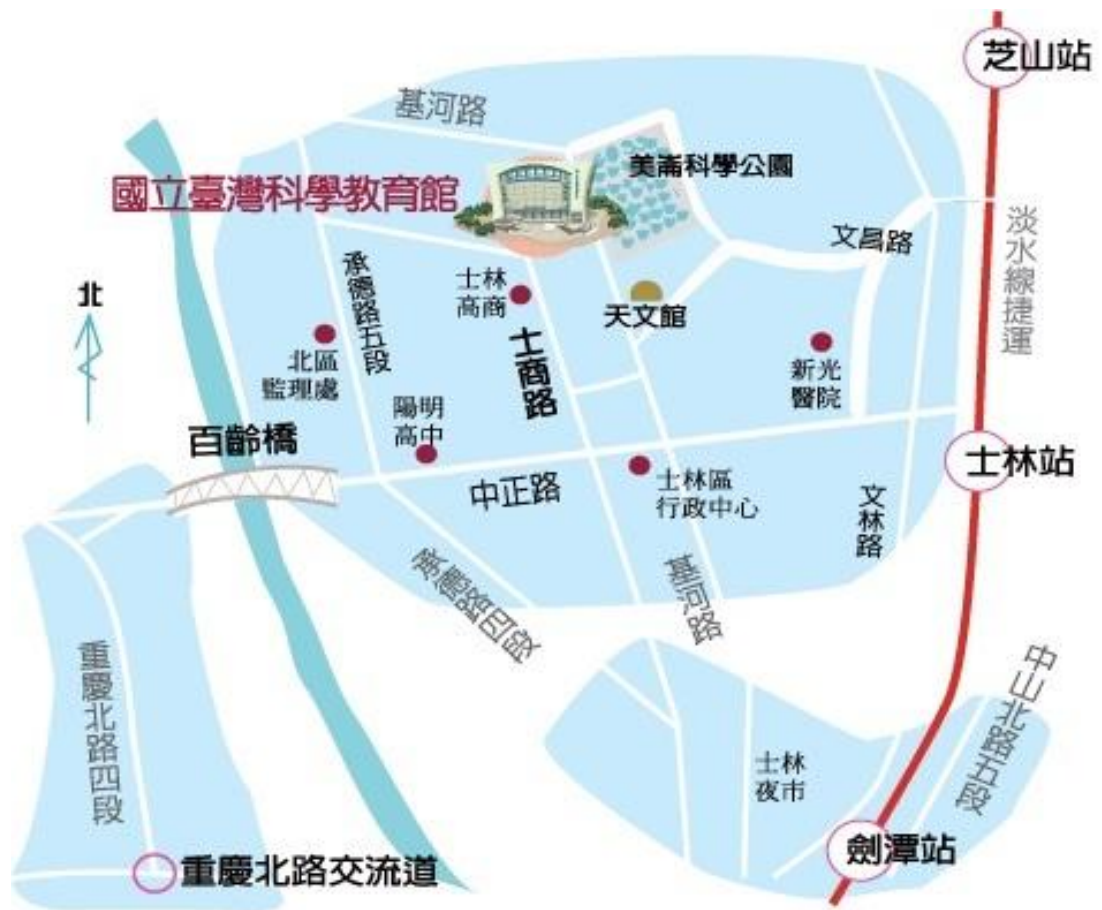 芝山站
基河路
美崙科學公園
國立臺灣科學教育館
文昌路
淡水線捷運
北
承德路五段
士林
高商
天文館
士商路
北區
監理處
新光
醫院
陽明
高中
百齡橋
士林站
中正路
士林區
行政中心
文林路
承德路四段
基河路
重慶北路四段
中山北路五段
士林
夜市
劍潭站
重慶北路交流道